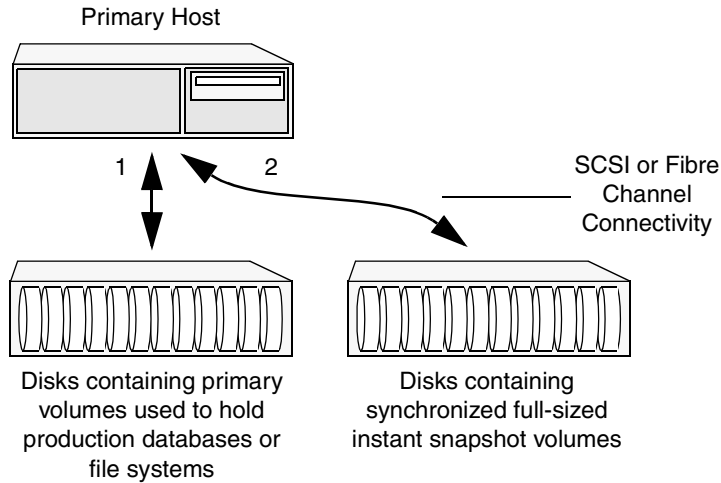 Primary Host
1
2
SCSI or Fibre
Channel
Connectivity
Disks containing primary
volumes used to hold
production databases or
file systems
Disks containing
synchronized full-sized
instant snapshot volumes